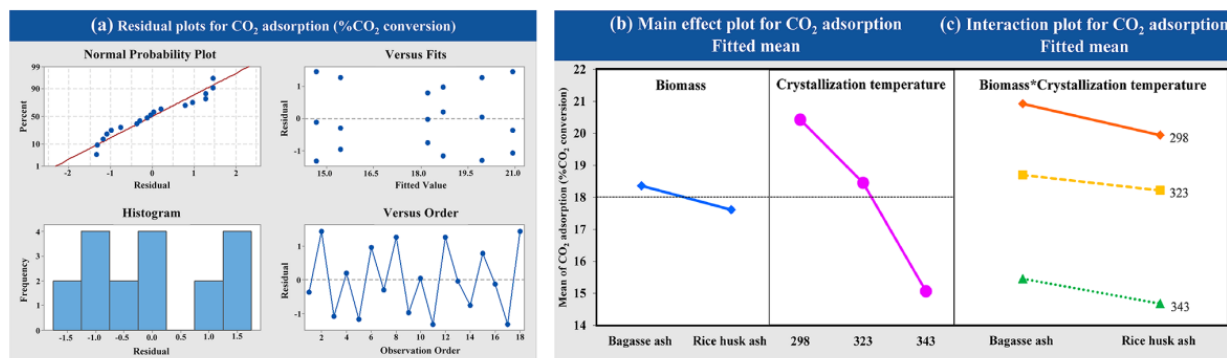 (a) Residual plots for CO₂ adsorption (%CO₂ conversion)
Normal Probability Plot
Percent
99
90
50
10
1
-2 -1 0 1 2
Residual
Versus Fits
Residual
1
0
-1
15.0 16.5 18.0 19.5 21.0
Fitted Value
Histogram
Frequency
4
3
2
1
0
-1.5 -1.0 -0.5 0.0 0.5 1.0 1.5
Residual
Versus Order
Residual
1
0
-1
2 4 6 8 10 12 14 16 18
Observation Order
(b) Main effect plot for CO₂ adsorption
Fitted mean
Mean of CO₂ adsorption (%CO₂ conversion)
22
21
20
19
18
17
16
15
14
Biomass
Crystallization temperature
Bagasse ash Rice husk ash 298 323 343
(c) Interaction plot for CO₂ adsorption
Fitted mean
Biomass*Crystallization temperature
298
323
343
Bagasse ash Rice husk ash